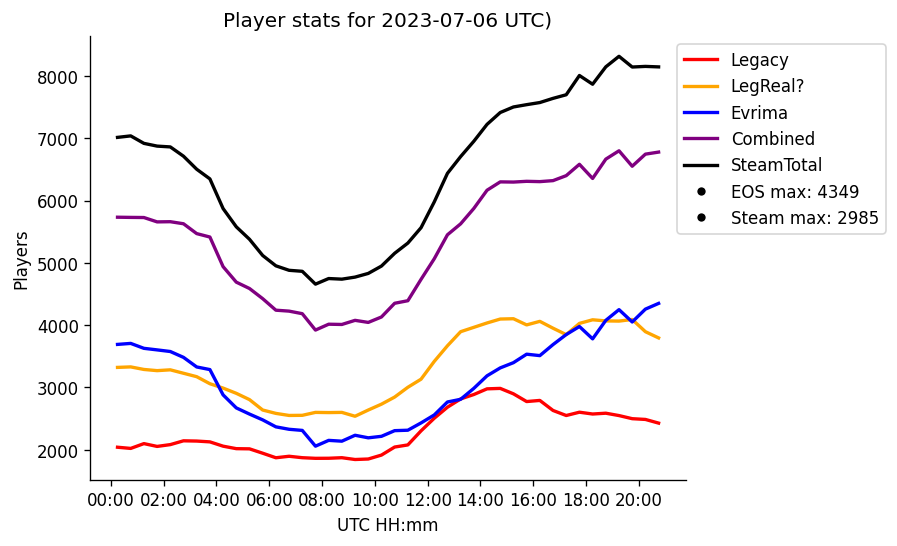 Player stats for 2023-07-06 UTC)
Legacy
LegReal?
Evrima
Combined
SteamTotal
EOS max: 4349
Steam max: 2985
Players
8000
7000
6000
5000
4000
3000
2000
00:00 02:00 04:00 06:00 08:00 10:00 12:00 14:00 16:00 18:00 20:00
UTC HH:mm